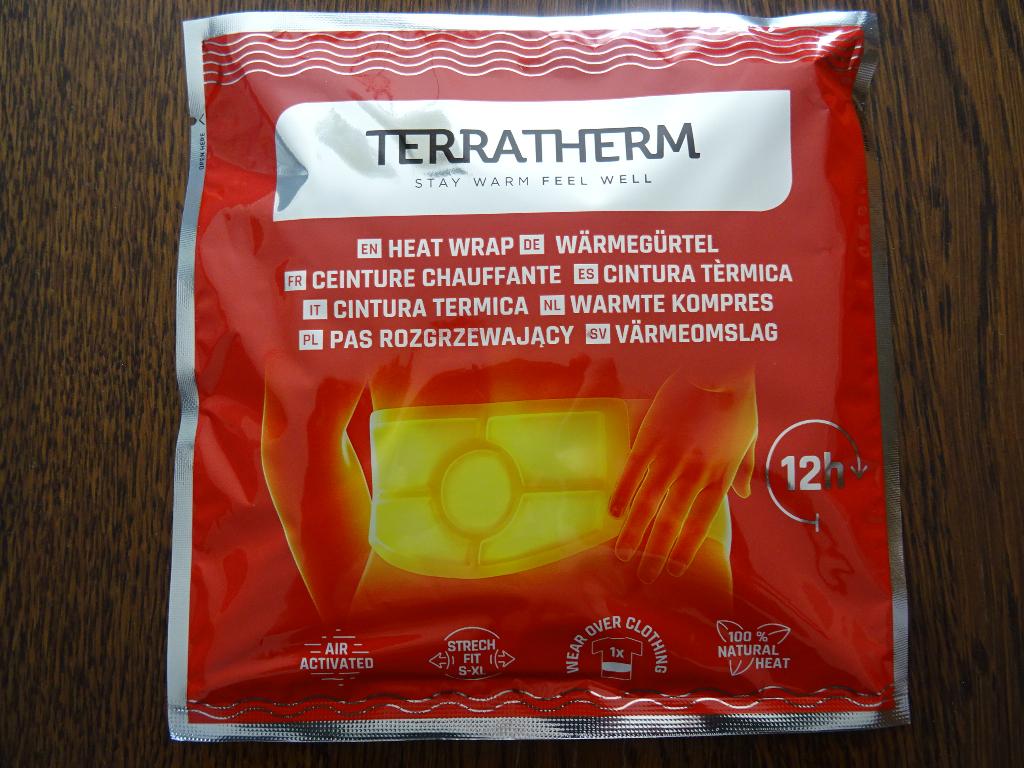 OPEN HERE
TERRATHERM
STAY WARM FEEL WELL
EN HEAT WRAP DE WÄRMEGÜRTEL
FR CEINTURE CHAUFFANTE ES CINTURA TÈRMICA
IT CINTURA TERMICA NL WARMTE KOMPRES
PL PAS ROZGRZEWAJĄCY SV VÄRMEOMSLAG
12h
AIR
ACTIVATED
STRECH
FIT
S-XL
WEAR OVER CLOTHING
1x
100 %
NATURAL
HEAT